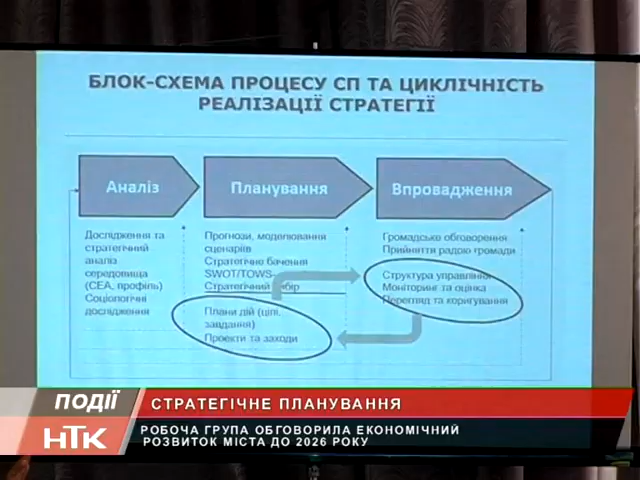 БЛОК-СХЕМА ПРОЦЕСУ СП ТА ЦИКЛІЧНІСТЬ
РЕАЛІЗАЦІЇ СТРАТЕГІЇ
Аналіз
Дослідження та
стратегічний
аналіз
середовища
(СЕА, профіль)
Соціологічні
дослідження
Планування
Прогнози, моделювання
сценаріїв
Стратегічне бачення
SWOT/TOWS-
Стратегічний вибір
Плани дій (цілі,
завдання)
Проекти та заходи
Впровадження
Громадське обговорення
Прийняття радою громади
Структура управління
Моніторинг та оцінка
Перегляд та коригування
ПОДІЇ
НТК
СТРАТЕГІЧНЕ ПЛАНУВАННЯ
РОБОЧА ГРУПА ОБГОВОРИЛА ЕКОНОМІЧНИЙ
РОЗВИТОК МІСТА ДО 2026 РОКУ